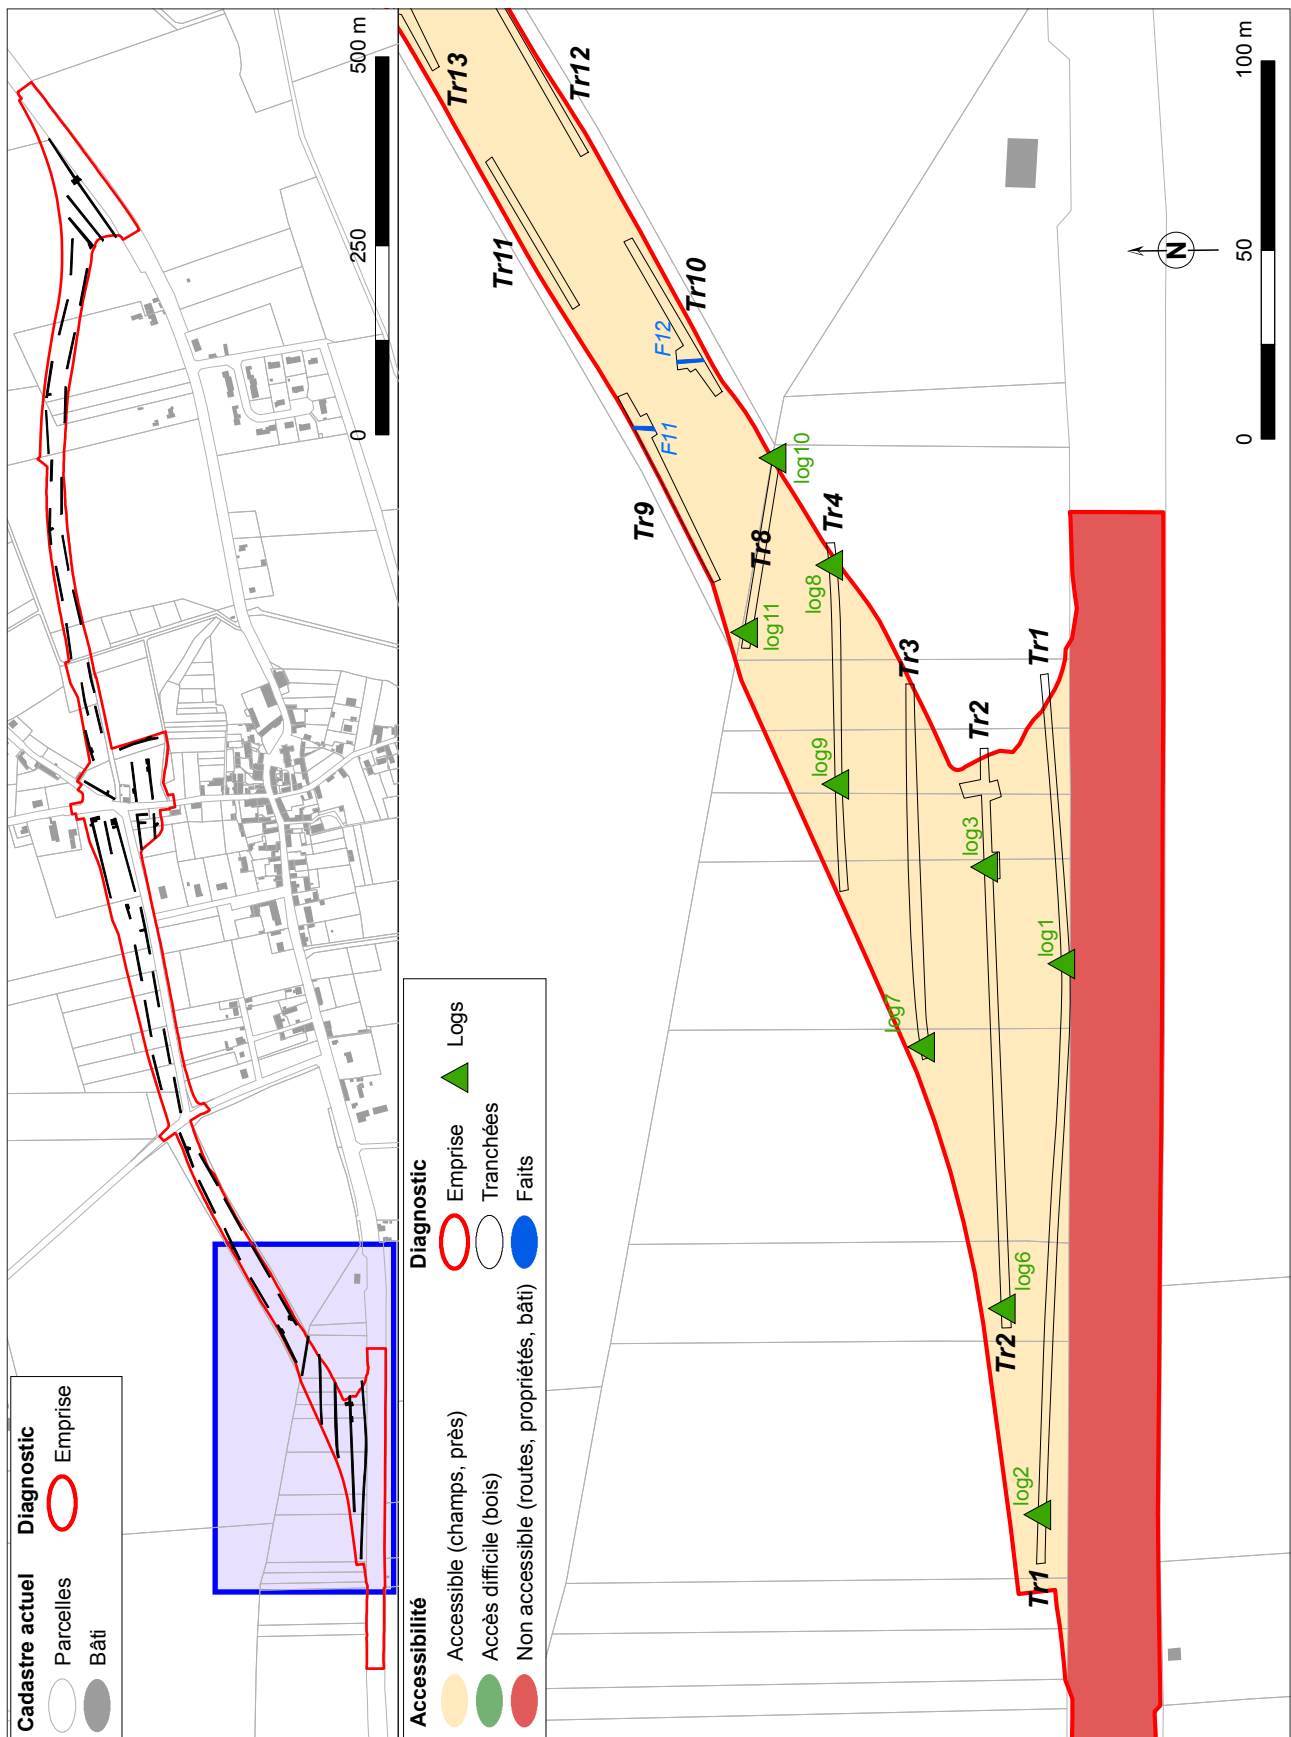 Cadastre actuel
Parcelles
Bâti
Diagnostic
Emprise
0
250
500 m
Accessibilité
Accessible (champs, près)
Accès difficile (bois)
Non accessible (routes, propriétés, bâti)
Diagnostic
Emprise
Tranchées
Faits
Logs
Tr13
Tr12
Tr11
Tr10
F12
F11
Tr9
log10
Tr8
log11
Tr4
log8
log9
Tr3
Tr1
Tr2
log3
log1
log7
log6
Tr2
log2
Tr1
N
0
50
100 m